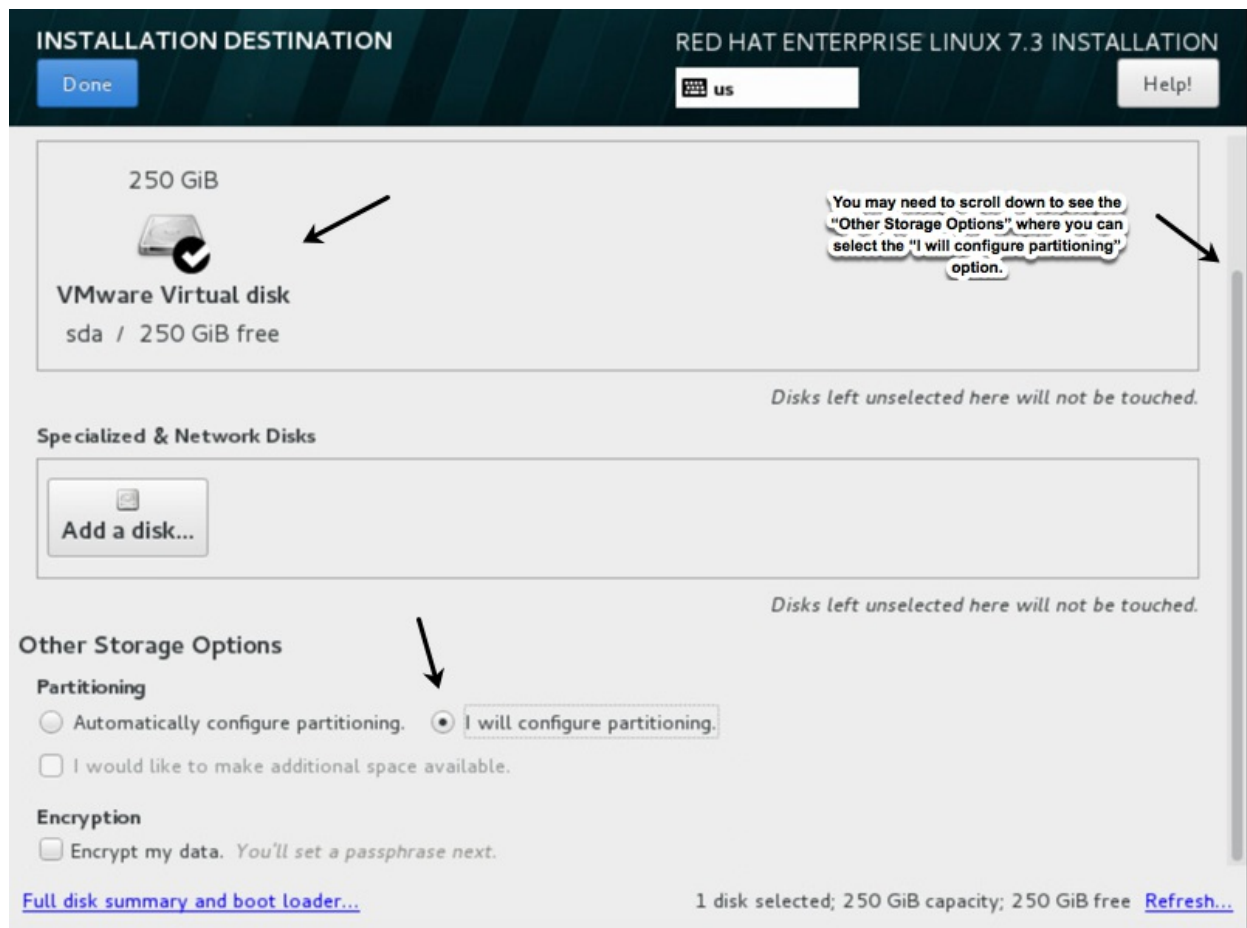 INSTALLATION DESTINATION
RED HAT ENTERPRISE LINUX 7.3 INSTALLATION
Done
us
Help!
250 GiB
You may need to scroll down to see the
“Other Storage Options” where you can
select the “I will configure partitioning”
option.
VMware Virtual disk
sda / 250 GiB free
Disks left unselected here will not be touched.
Specialized & Network Disks
Add a disk...
Disks left unselected here will not be touched.
Other Storage Options
Partitioning
Automatically configure partitioning. I will configure partitioning.
I would like to make additional space available.
Encryption
Encrypt my data. You'll set a passphrase next.
Full disk summary and boot loader... 1 disk selected; 250 GiB capacity; 250 GiB free Refresh...